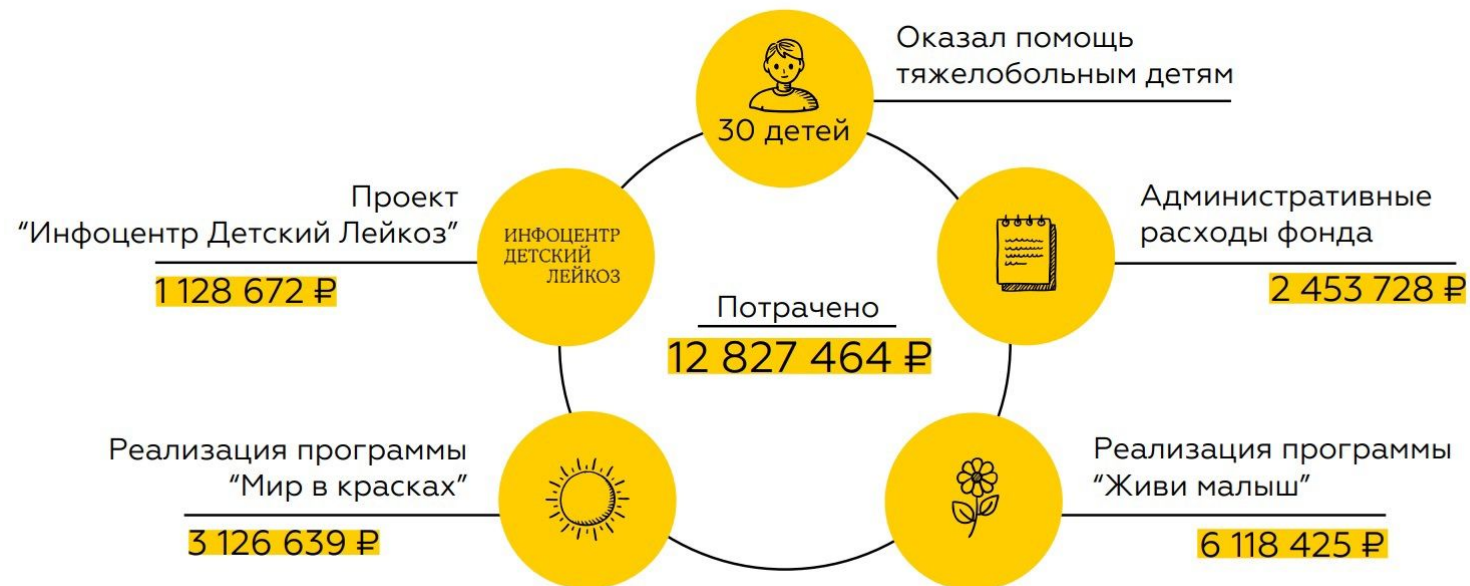 Оказал помощь
тяжелобольным детям
30 детей
Проект
“Инфоцентр Детский Лейкоз”
1 128 672 ₽
ИНФОЦЕНТР
ДЕТСКИЙ
ЛЕЙКОЗ
Административные
расходы фонда
2 453 728 ₽
Потрачено
12 827 464 ₽
Реализация программы
“Мир в красках”
3 126 639 ₽
Реализация программы
“Живи малыш”
6 118 425 ₽